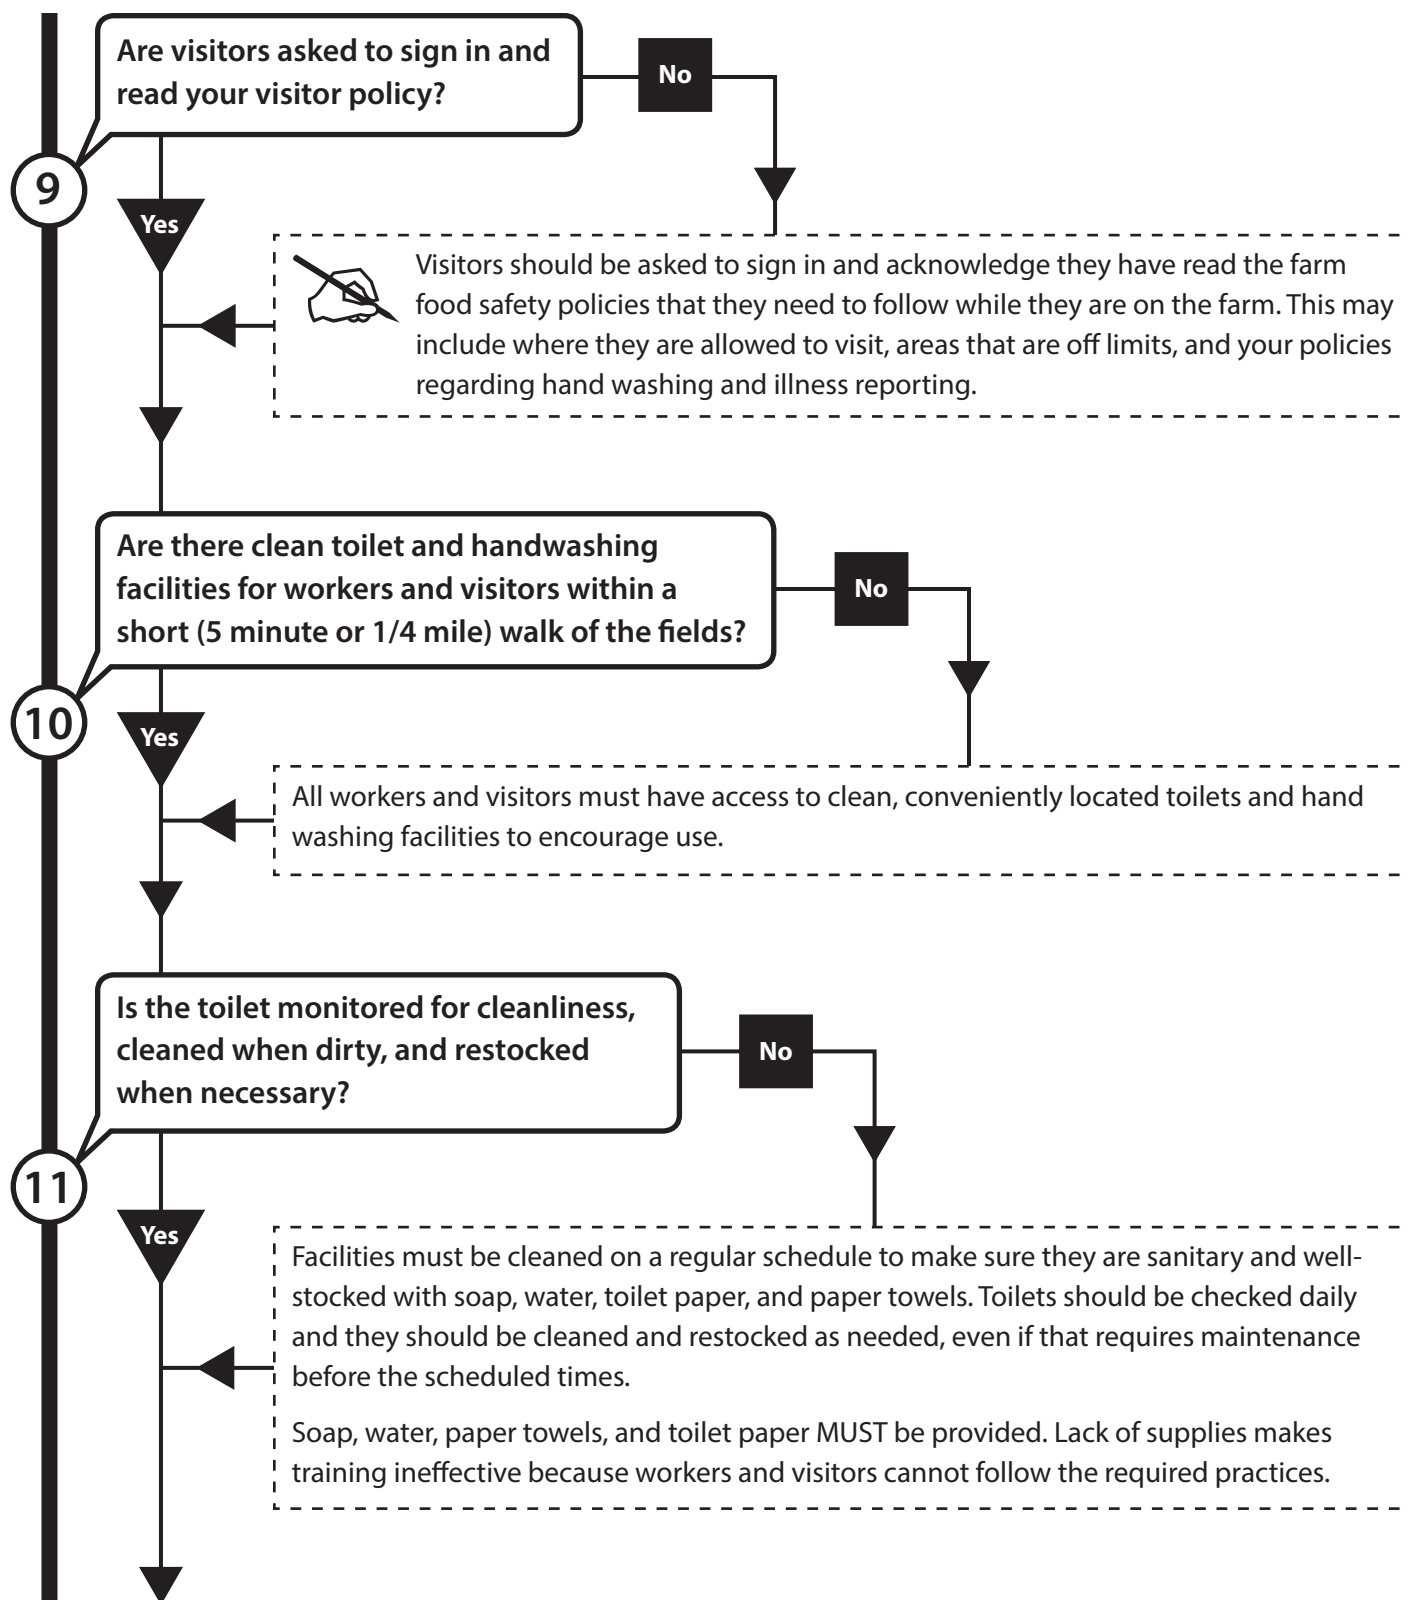 Are visitors asked to sign in and
read your visitor policy?
No
9
Yes
Visitors should be asked to sign in and acknowledge they have read the farm
food safety policies that they need to follow while they are on the farm. This may
include where they are allowed to visit, areas that are off limits, and your policies
regarding hand washing and illness reporting.
Are there clean toilet and handwashing
facilities for workers and visitors within a
short (5 minute or 1/4 mile) walk of the fields?
No
10
Yes
All workers and visitors must have access to clean, conveniently located toilets and hand
washing facilities to encourage use.
Is the toilet monitored for cleanliness,
cleaned when dirty, and restocked
when necessary?
No
11
Yes
Facilities must be cleaned on a regular schedule to make sure they are sanitary and well-
stocked with soap, water, toilet paper, and paper towels. Toilets should be checked daily
and they should be cleaned and restocked as needed, even if that requires maintenance
before the scheduled times.
Soap, water, paper towels, and toilet paper MUST be provided. Lack of supplies makes
training ineffective because workers and visitors cannot follow the required practices.